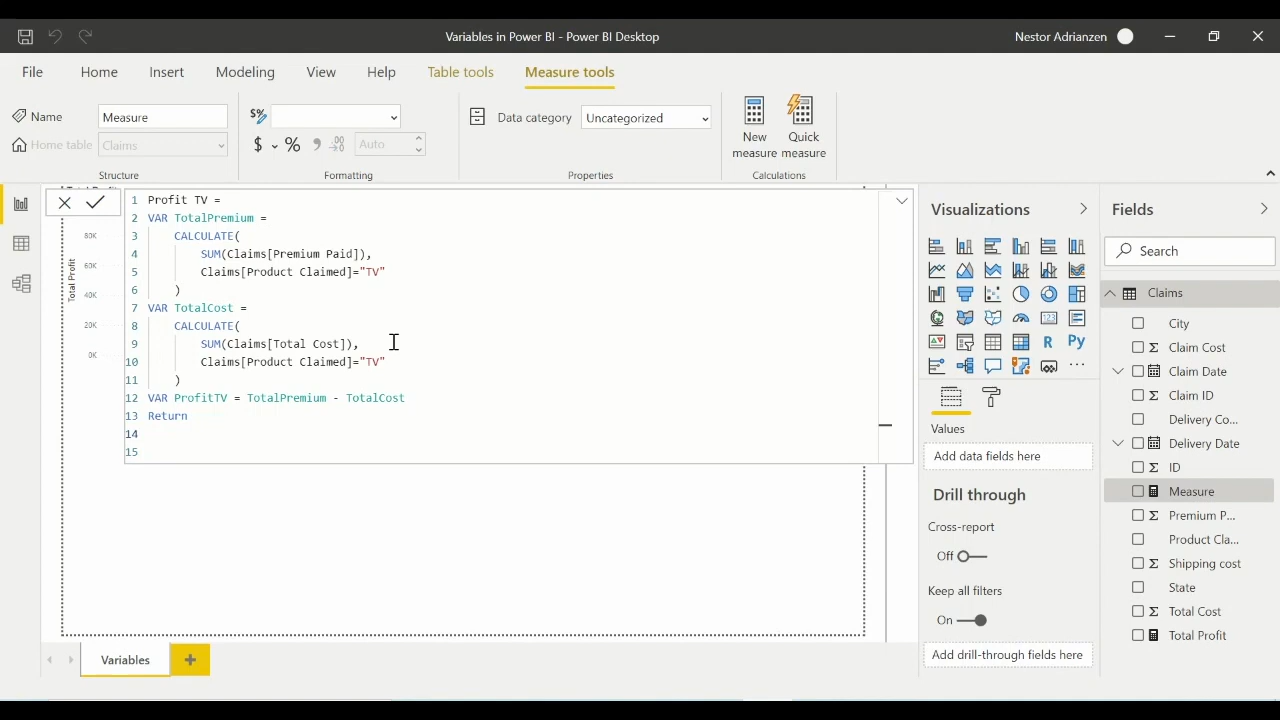 Variables in Power BI - Power BI Desktop
Nestor Adrianzen
File Home Insert Modeling View Help Table tools Measure tools
Name Measure
Home table Claims
Structure
$%
$ % Auto
Formatting
Data category Uncategorized
Properties
New measure
Quick measure
Calculations
80K
60K
40K
20K
0K
Total Profit
1 Profit TV =
2 VAR TotalPremium =
3 CALCULATE(
4 SUM(Claims[Premium Paid]),
5 Claims[Product Claimed]="TV"
6 )
7 VAR TotalCost =
8 CALCULATE(
9 SUM(Claims[Total Cost]),
10 Claims[Product Claimed]="TV"
11 )
12 VAR ProfitTV = TotalPremium - TotalCost
13 Return
14
15
Variables
Visualizations
R Py
Values
Add data fields here
Drill through
Cross-report
Off
Keep all filters
On
Add drill-through fields here
Fields
Search
Claims
City
Σ Claim Cost
Claim Date
Σ Claim ID
Delivery Co...
Delivery Date
Σ ID
Measure
Σ Premium P...
Product Cla...
Σ Shipping cost
State
Σ Total Cost
Total Profit